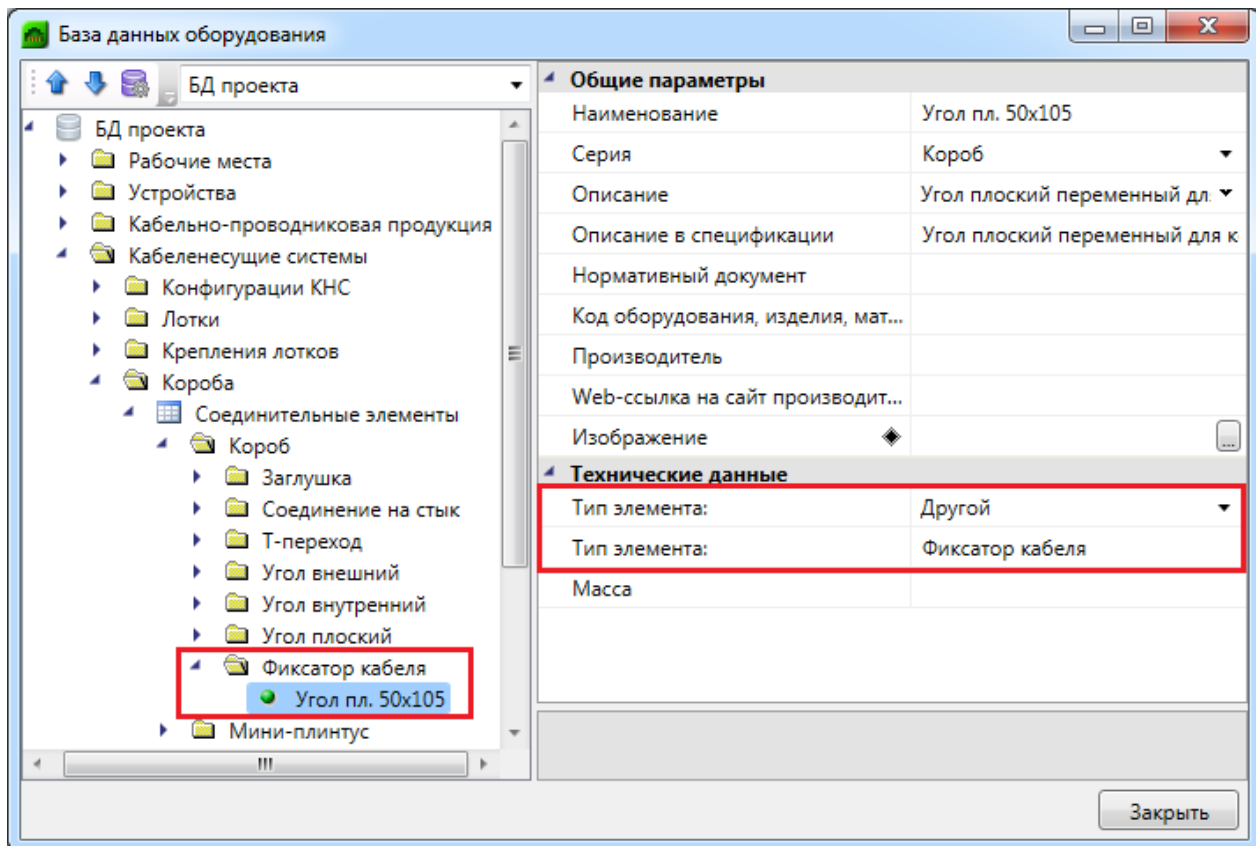 База данных оборудования
БД проекта
БД проекта
Рабочие места
Устройства
Кабельно-проводниковая продукция
Кабеленесущие системы
Конфигурации КНС
Лотки
Крепления лотков
Короба
Соединительные элементы
Короб
Заглушка
Соединение на стык
Т-переход
Угол внешний
Угол внутренний
Угол плоский
Фиксатор кабеля
Угол пл. 50x105
Мини-плинтус
Общие параметры
Наименование Угол пл. 50x105
Серия Короб
Описание Угол плоский переменный дл
Описание в спецификации Угол плоский переменный для к
Нормативный документ
Код оборудования, изделия, мат...
Производитель
Web-ссылка на сайт производит...
Изображение ...
Технические данные
Тип элемента: Другой
Тип элемента: Фиксатор кабеля
Масса
Закрыть